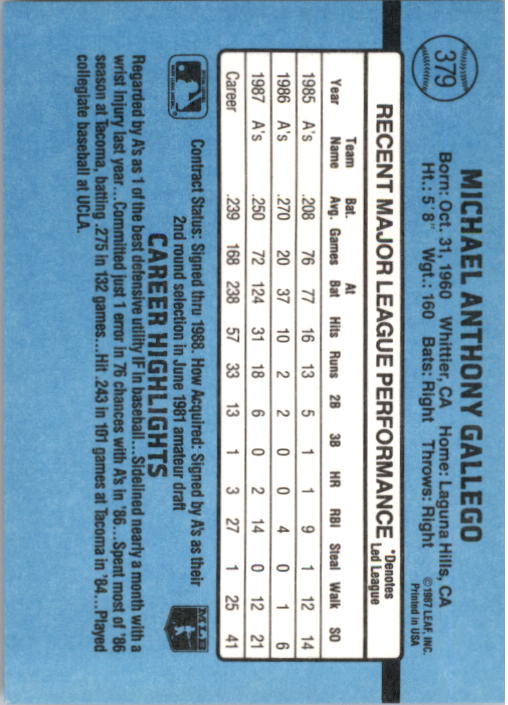 379
MICHAEL ANTHONY GALLEGO
Born: Oct. 31, 1960 Whittier, CA Home: Laguna Hills, CA
Ht.: 5' 8" Wgt.: 160 Bats: Right Throws: Right
©1987 LEAF, INC.
Printed in USA
RECENT MAJOR LEAGUE PERFORMANCE
*Denotes
Led League
Year Team Name Bat. Avg. Games At Bat Hits Runs 2B 3B HR RBI Steal Walk SO
1985 A's .208 76 77 16 13 5 1 1 9 1 12 14
1986 A's .270 20 37 10 2 2 0 0 4 0 1 6
1987 A's .250 72 124 31 18 6 0 2 14 0 12 21
Career .239 168 238 57 33 13 1 3 27 1 25 41
Contract Status: Signed thru 1988. How Acquired: Signed by A's as their
2nd round selection in June 1981 amateur draft
MLB
CAREER HIGHLIGHTS
Regarded by A's as 1 of the best defensive utility IF in baseball...Sidelined nearly a month with a
wrist injury last year...Committed just 1 error in 76 chances with A's in '86...Spent most of '86
season at Tacoma, batting .275 in 132 games...Hit .243 in 101 games at Tacoma in '84...Played
collegiate baseball at UCLA.